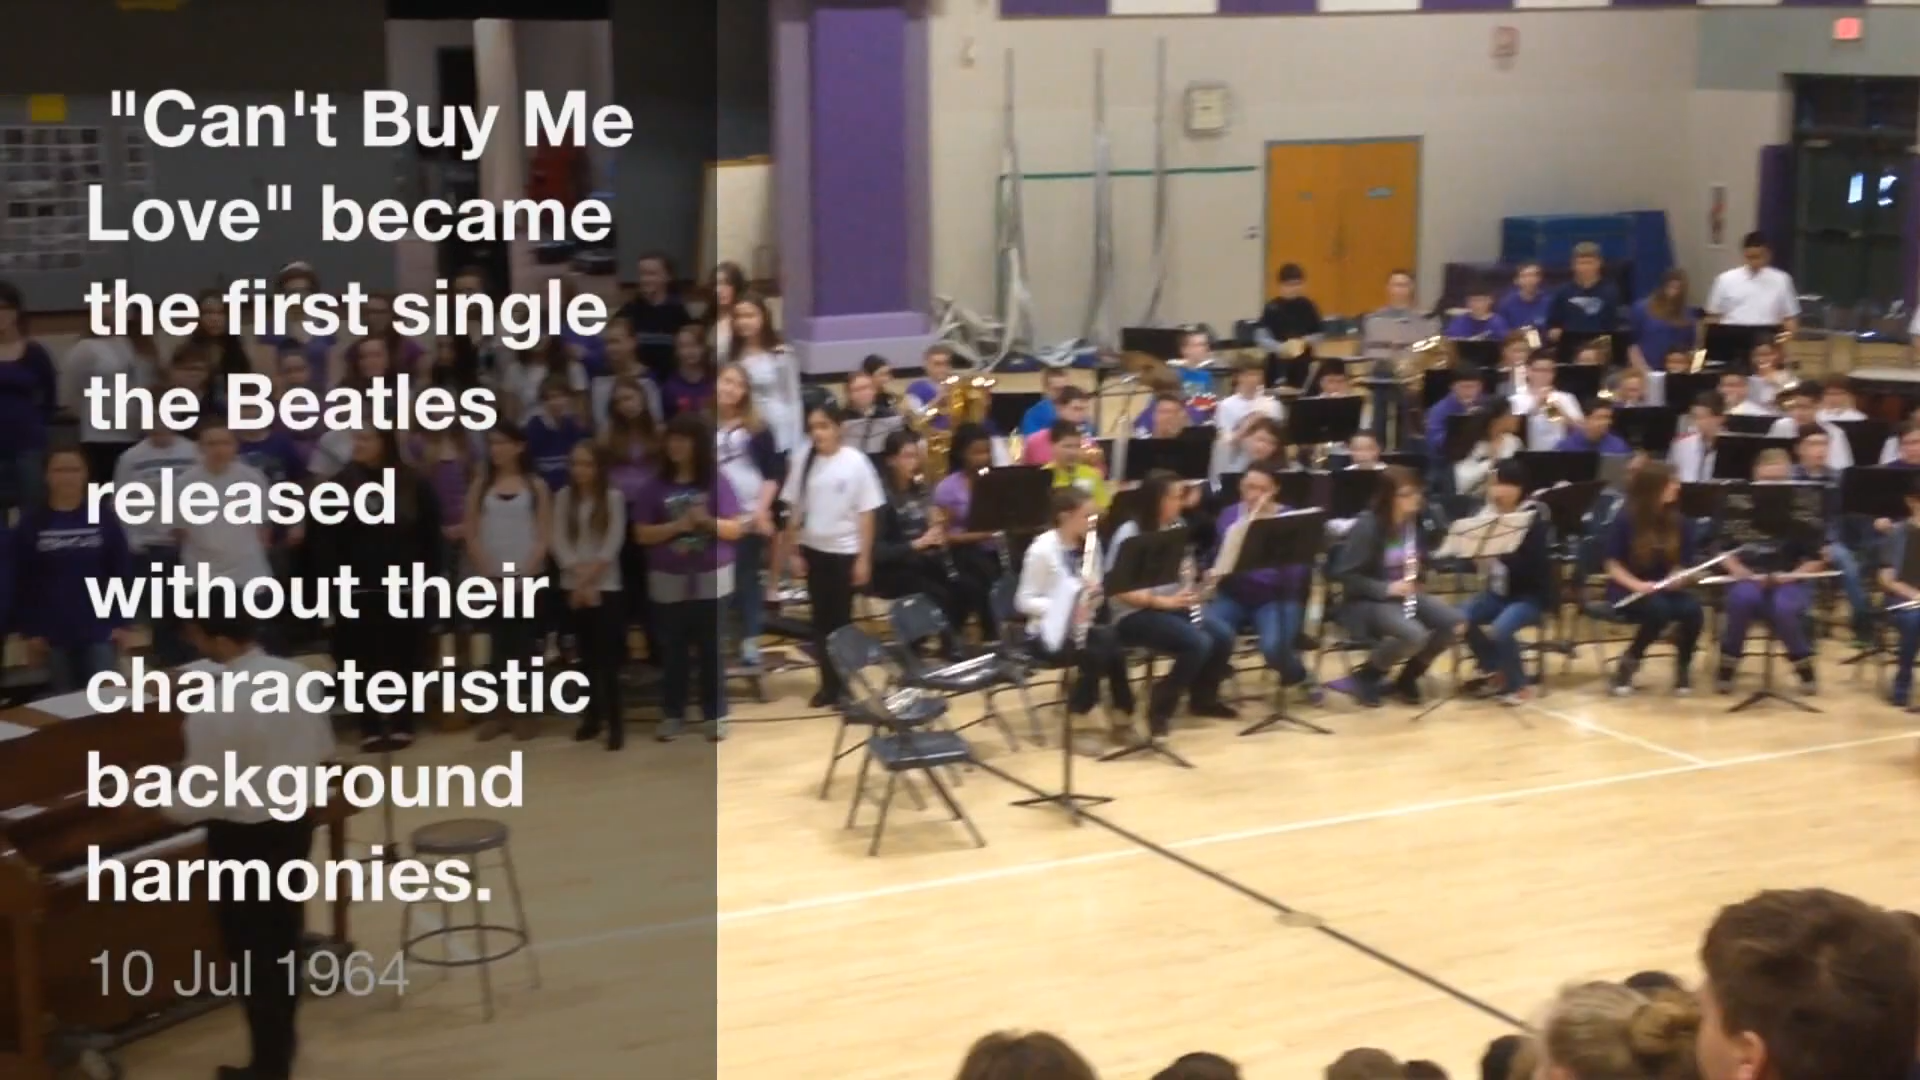 "Can't Buy Me
Love" became
the first single
the Beatles
released
without their
characteristic
background
harmonies.
10 Jul 1964